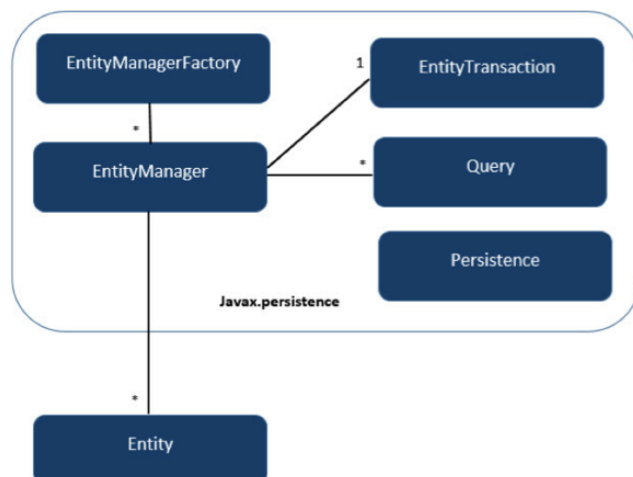 EntityManagerFactory
1
EntityTransaction
*
EntityManager
*
Query
Persistence
Javax.persistence
*
Entity